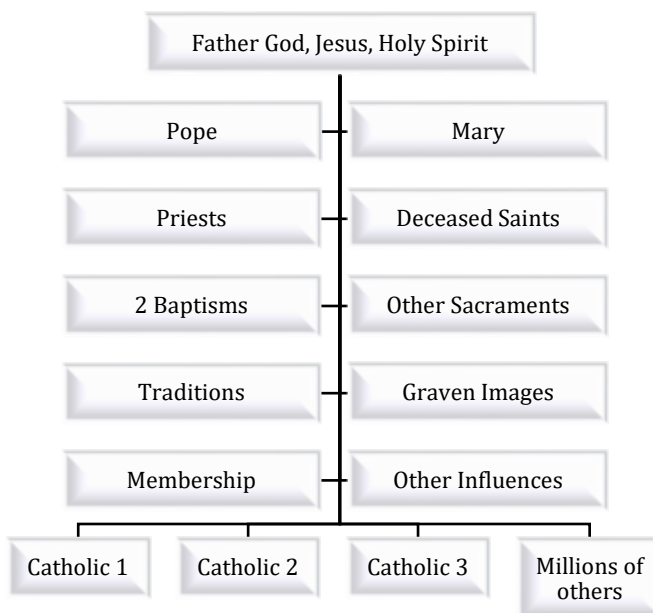 Father God, Jesus, Holy Spirit
Pope
Mary
Priests
Deceased Saints
2 Baptisms
Other Sacraments
Traditions
Graven Images
Membership
Other Influences
Catholic 1
Catholic 2
Catholic 3
Millions of
others